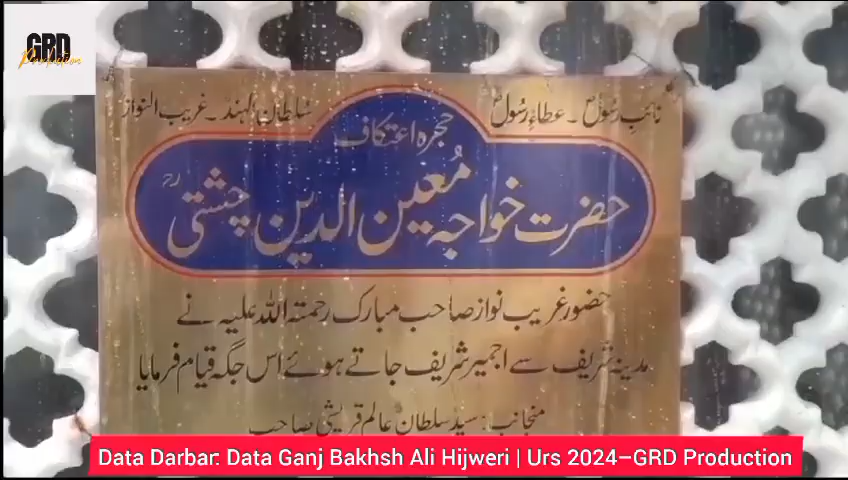 GRD
Production
نائبِ رسولؐ ۔ عطاءِ رسولؐ
سلطان الہند ۔ غریب النواز
حجرہ اعتکاف
حضرت خواجہ معین الدین چشتیؒ
حضور غریب نواز صاحب مبارک رحمتہ اللہ علیہ نے
مدینہ شریف سے اجمیر شریف جاتے ہوئے اس جگہ قیام فرمایا
منجانب : سید سلطان عالم قریشی صاحب
Data Darbar: Data Ganj Bakhsh Ali Hijweri | Urs 2024–GRD Production